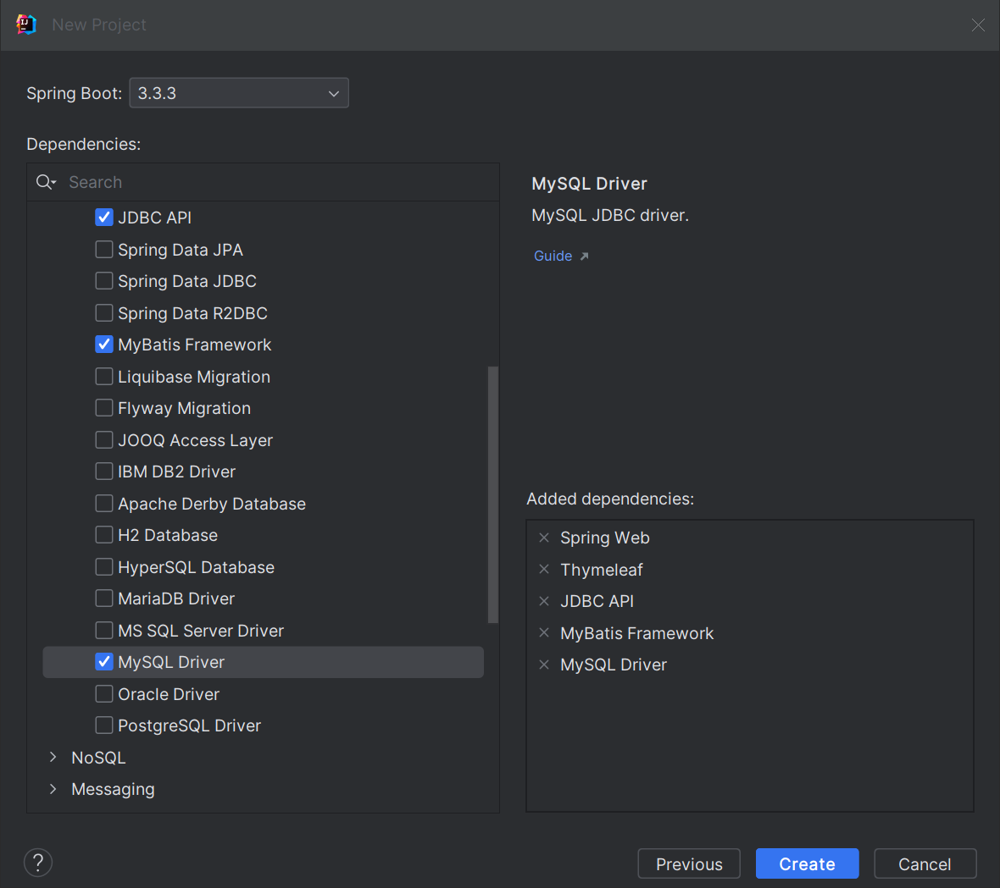 New Project
Spring Boot: 3.3.3
Dependencies:
Search
JDBC API
Spring Data JPA
Spring Data JDBC
Spring Data R2DBC
MyBatis Framework
Liquibase Migration
Flyway Migration
JOOQ Access Layer
IBM DB2 Driver
Apache Derby Database
H2 Database
HyperSQL Database
MariaDB Driver
MS SQL Server Driver
MySQL Driver
Oracle Driver
PostgreSQL Driver
NoSQL
Messaging
MySQL Driver
MySQL JDBC driver.
Guide
Added dependencies:
Spring Web
Thymeleaf
JDBC API
MyBatis Framework
MySQL Driver
?
Previous
Create
Cancel